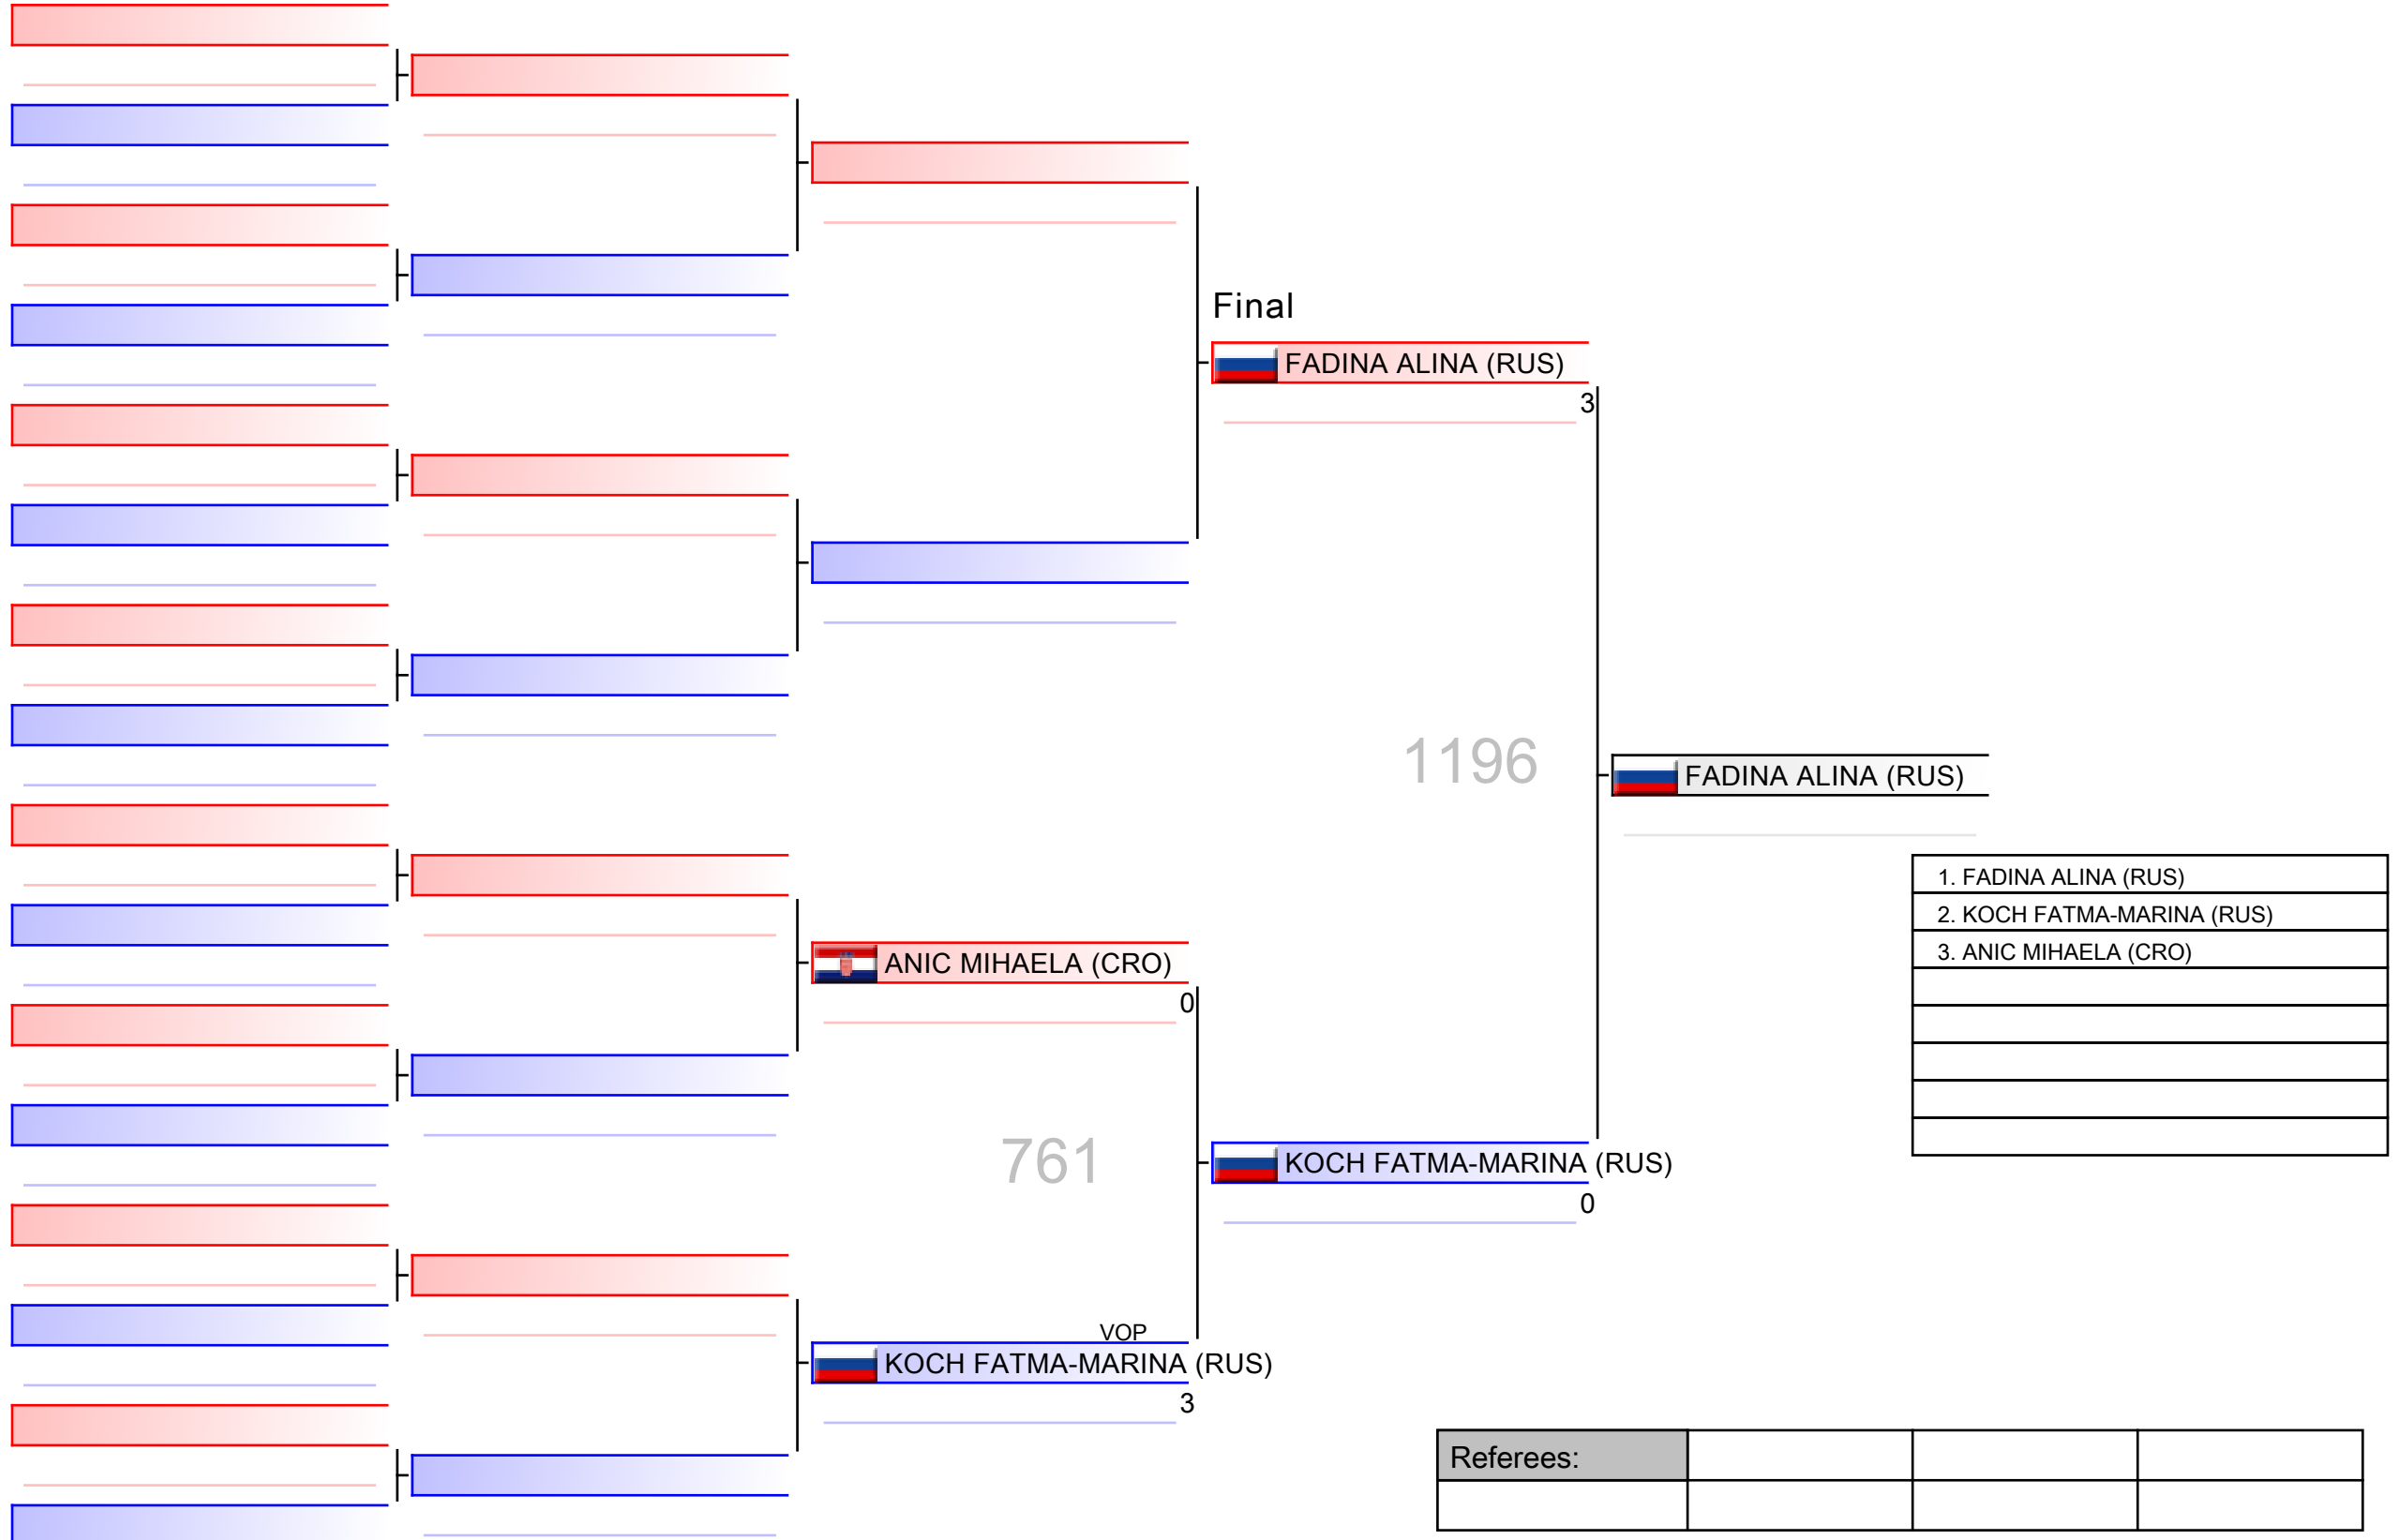 Final
FADINA ALINA (RUS)
3
1196
FADINA ALINA (RUS)
1. FADINA ALINA (RUS)
2. KOCH FATMA-MARINA (RUS)
3. ANIC MIHAELA (CRO)
ANIC MIHAELA (CRO)
0
761
KOCH FATMA-MARINA (RUS)
0
VOP
KOCH FATMA-MARINA (RUS)
3
Referees: